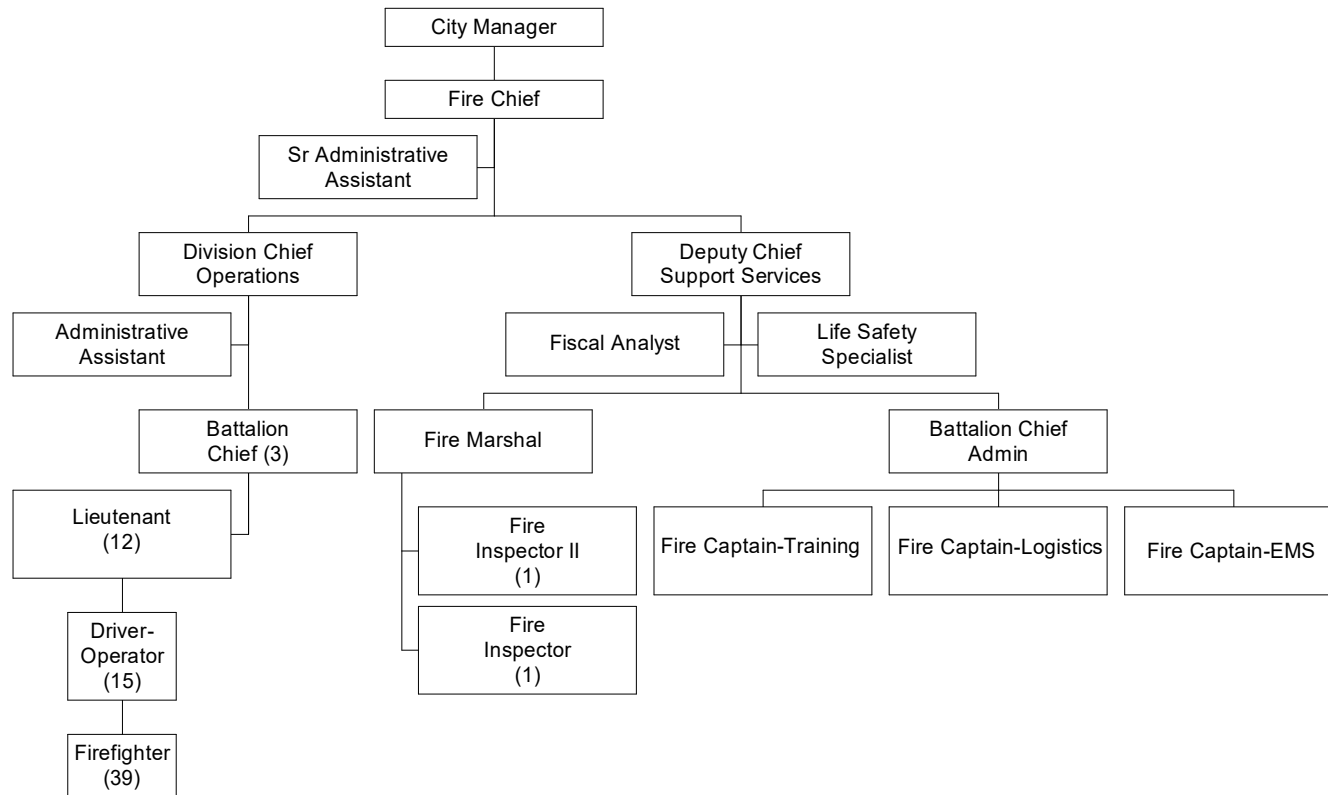 City Manager
Fire Chief
Sr Administrative
Assistant
Division Chief
Operations
Deputy Chief
Support Services
Administrative
Assistant
Fiscal Analyst
Life Safety
Specialist
Battalion
Chief (3)
Fire Marshal
Battalion Chief
Admin
Lieutenant
(12)
Fire
Inspector II
(1)
Fire Captain-Training
Fire Captain-Logistics
Fire Captain-EMS
Driver-
Operator
(15)
Fire
Inspector
(1)
Firefighter
(39)